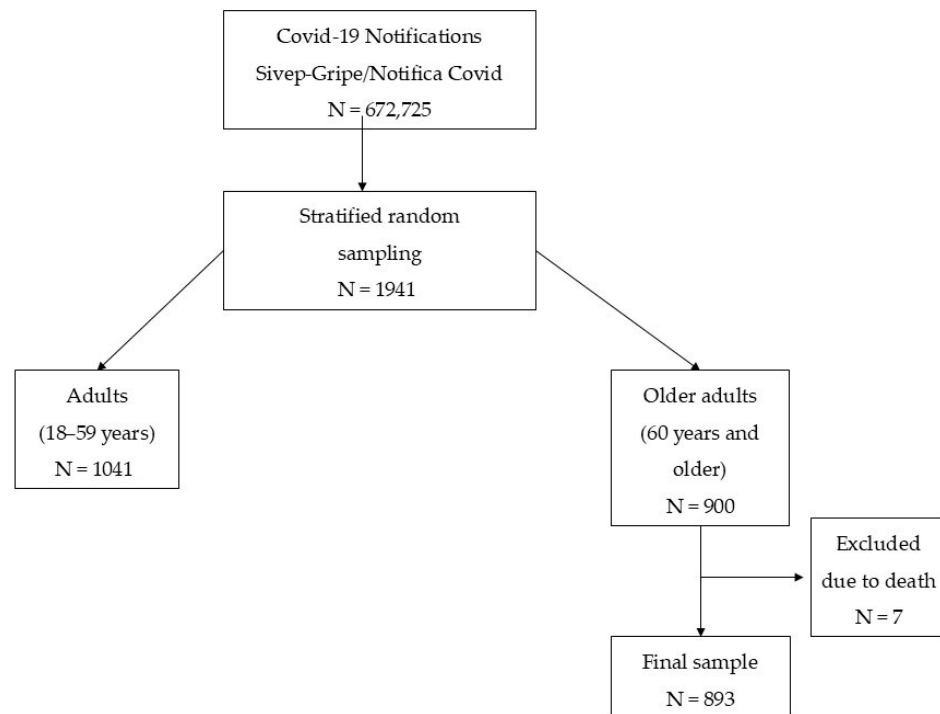 Covid-19 Notifications
Sivep-Gripe/Notifica Covid
N = 672,725
Stratified random
sampling
N = 1941
Adults
(18–59 years)
N = 1041
Older adults
(60 years and
older)
N = 900
Excluded
due to death
N = 7
Final sample
N = 893